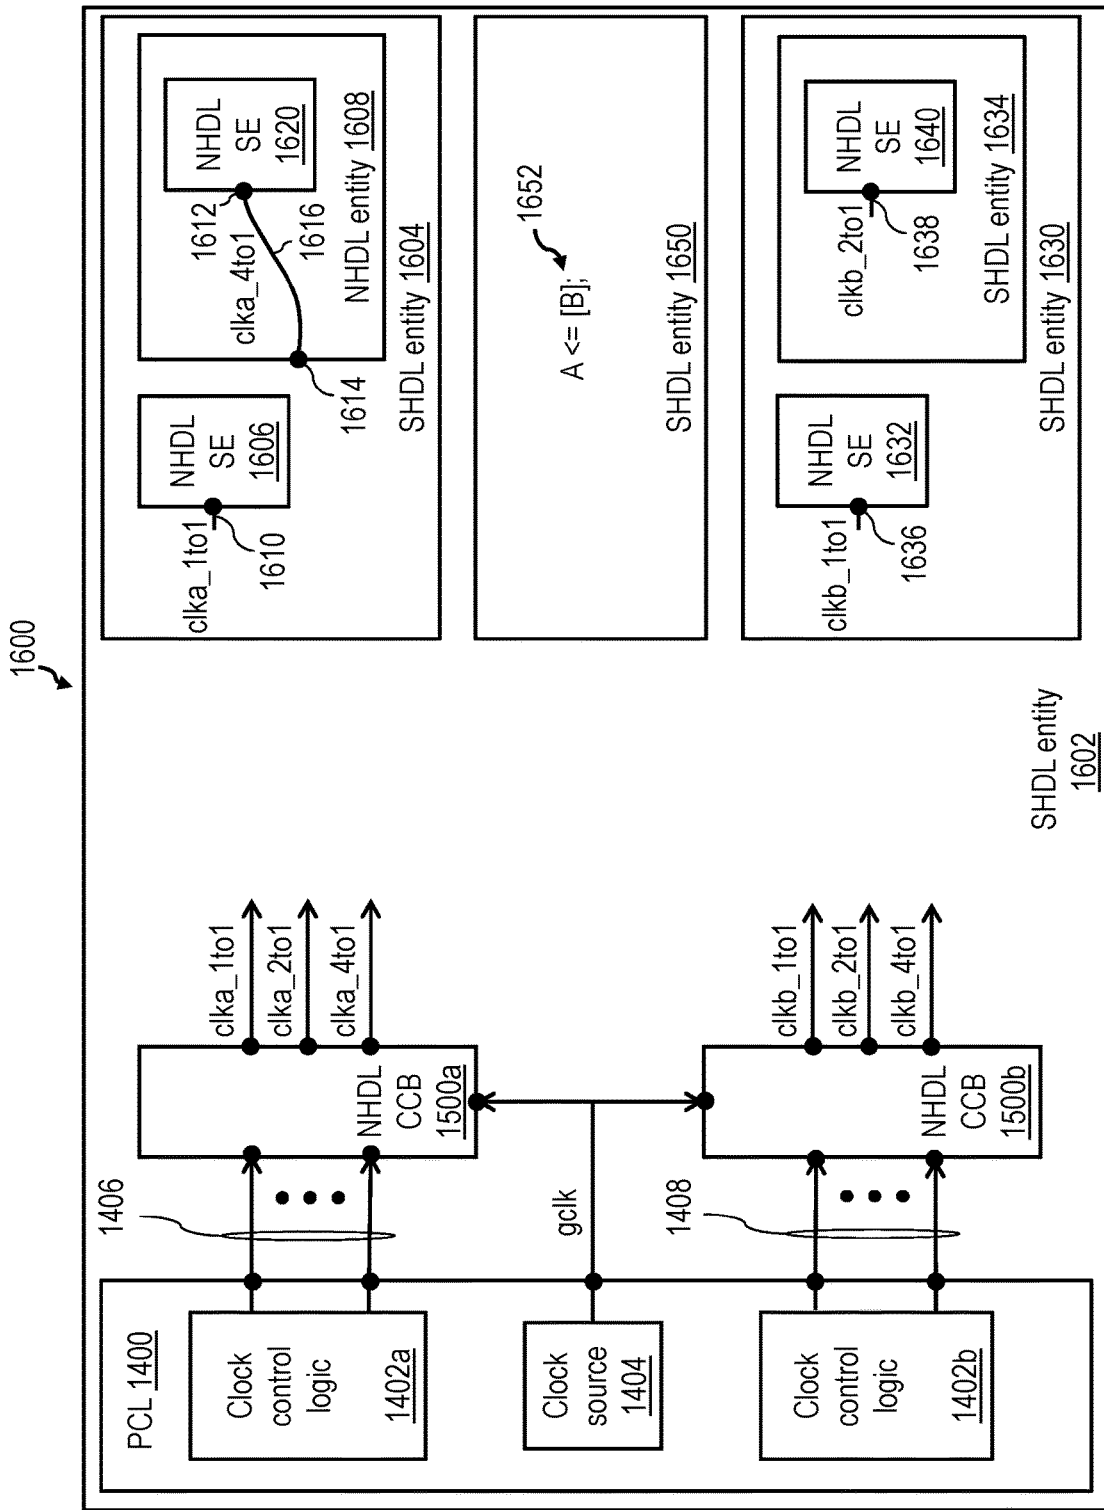 1600
PCL 1400
Clock
control
logic
1402a
Clock
source
1404
Clock
control
logic
1402b
1406
gclk
1408
NHDL
CCB
1500a
NHDL
CCB
1500b
clka_1to1
clka_2to1
clka_4to1
clkb_1to1
clkb_2to1
clkb_4to1
SHDL entity
1602
clka_1to1
1610
NHDL
SE
1606
1614
clka_4to1
1612
1616
NHDL
SE
1620
NHDL entity 1608
SHDL entity 1604
A <= [B];
1652
SHDL entity 1650
clkb_1to1
1636
NHDL
SE
1632
clkb_2to1
1638
NHDL
SE
1640
SHDL entity 1634
SHDL entity 1630